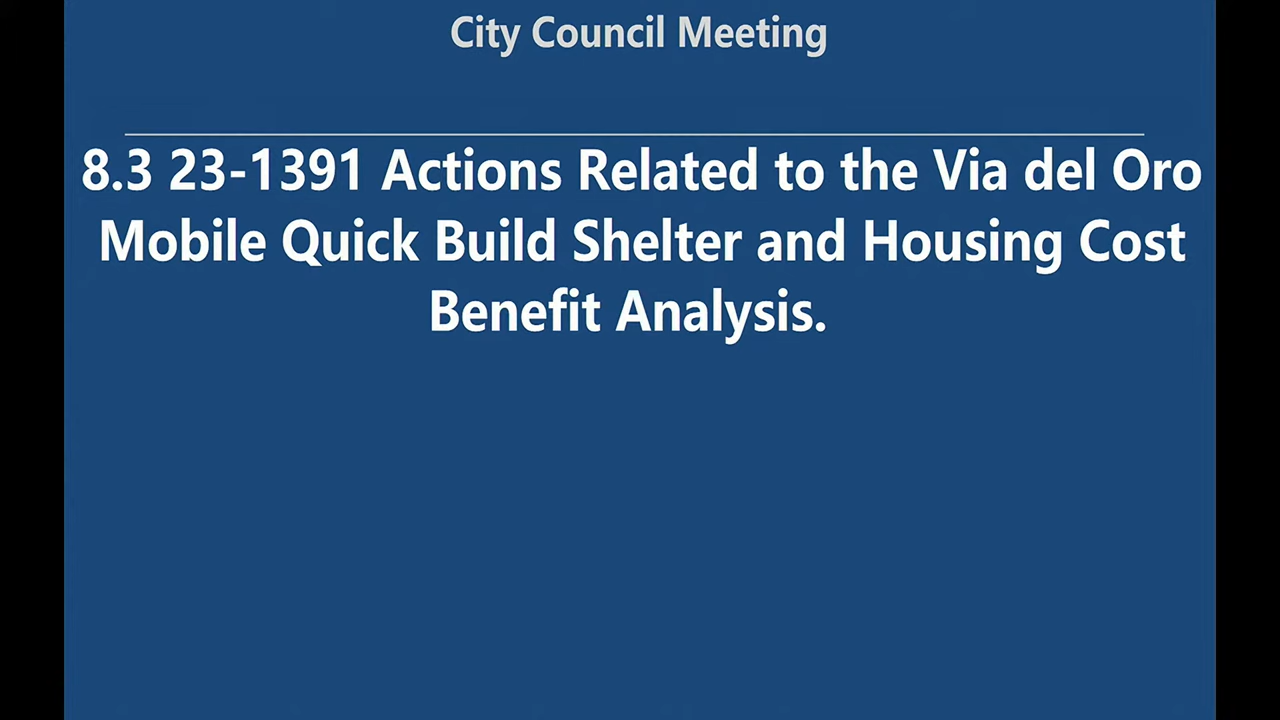 City Council Meeting
8.3 23-1391 Actions Related to the Via del Oro
Mobile Quick Build Shelter and Housing Cost
Benefit Analysis.